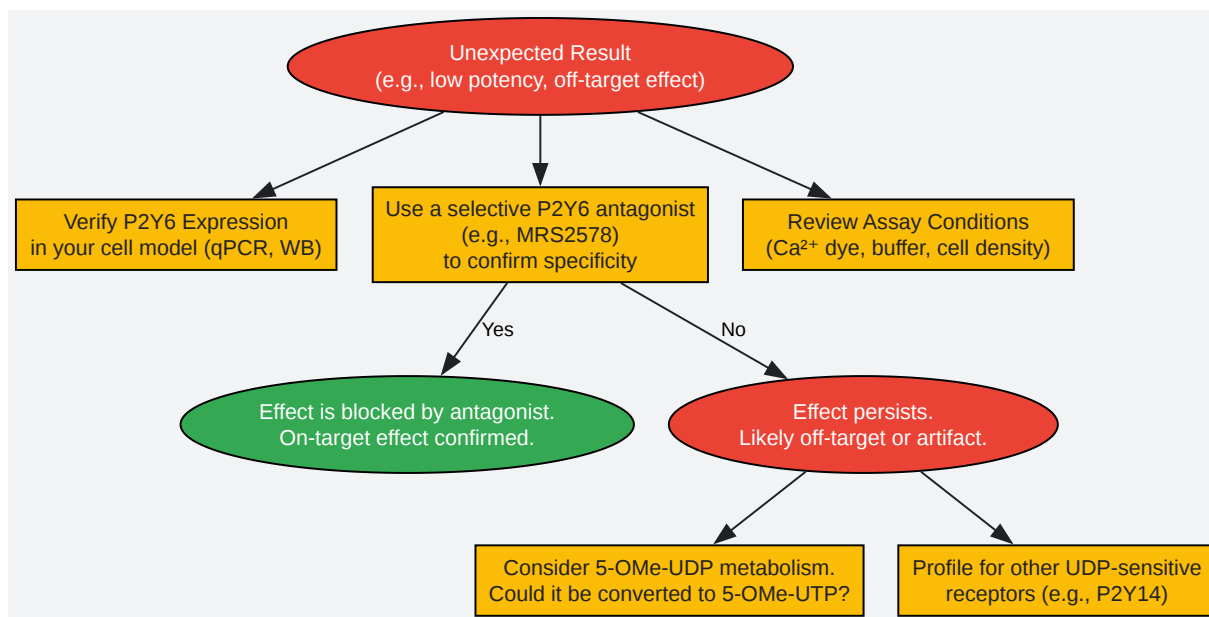 Unexpected Result
(e.g., low potency, off-target effect)
Verify P2Y6 Expression
in your cell model (qPCR, WB)
Use a selective P2Y6 antagonist
(e.g., MRS2578)
to confirm specificity
Review Assay Conditions
(Ca²⁺ dye, buffer, cell density)
Yes
No
Effect is blocked by antagonist.
On-target effect confirmed.
Effect persists.
Likely off-target or artifact.
Consider 5-OMe-UDP metabolism.
Could it be converted to 5-OMe-UTP?
Profile for other UDP-sensitive
receptors (e.g., P2Y14)